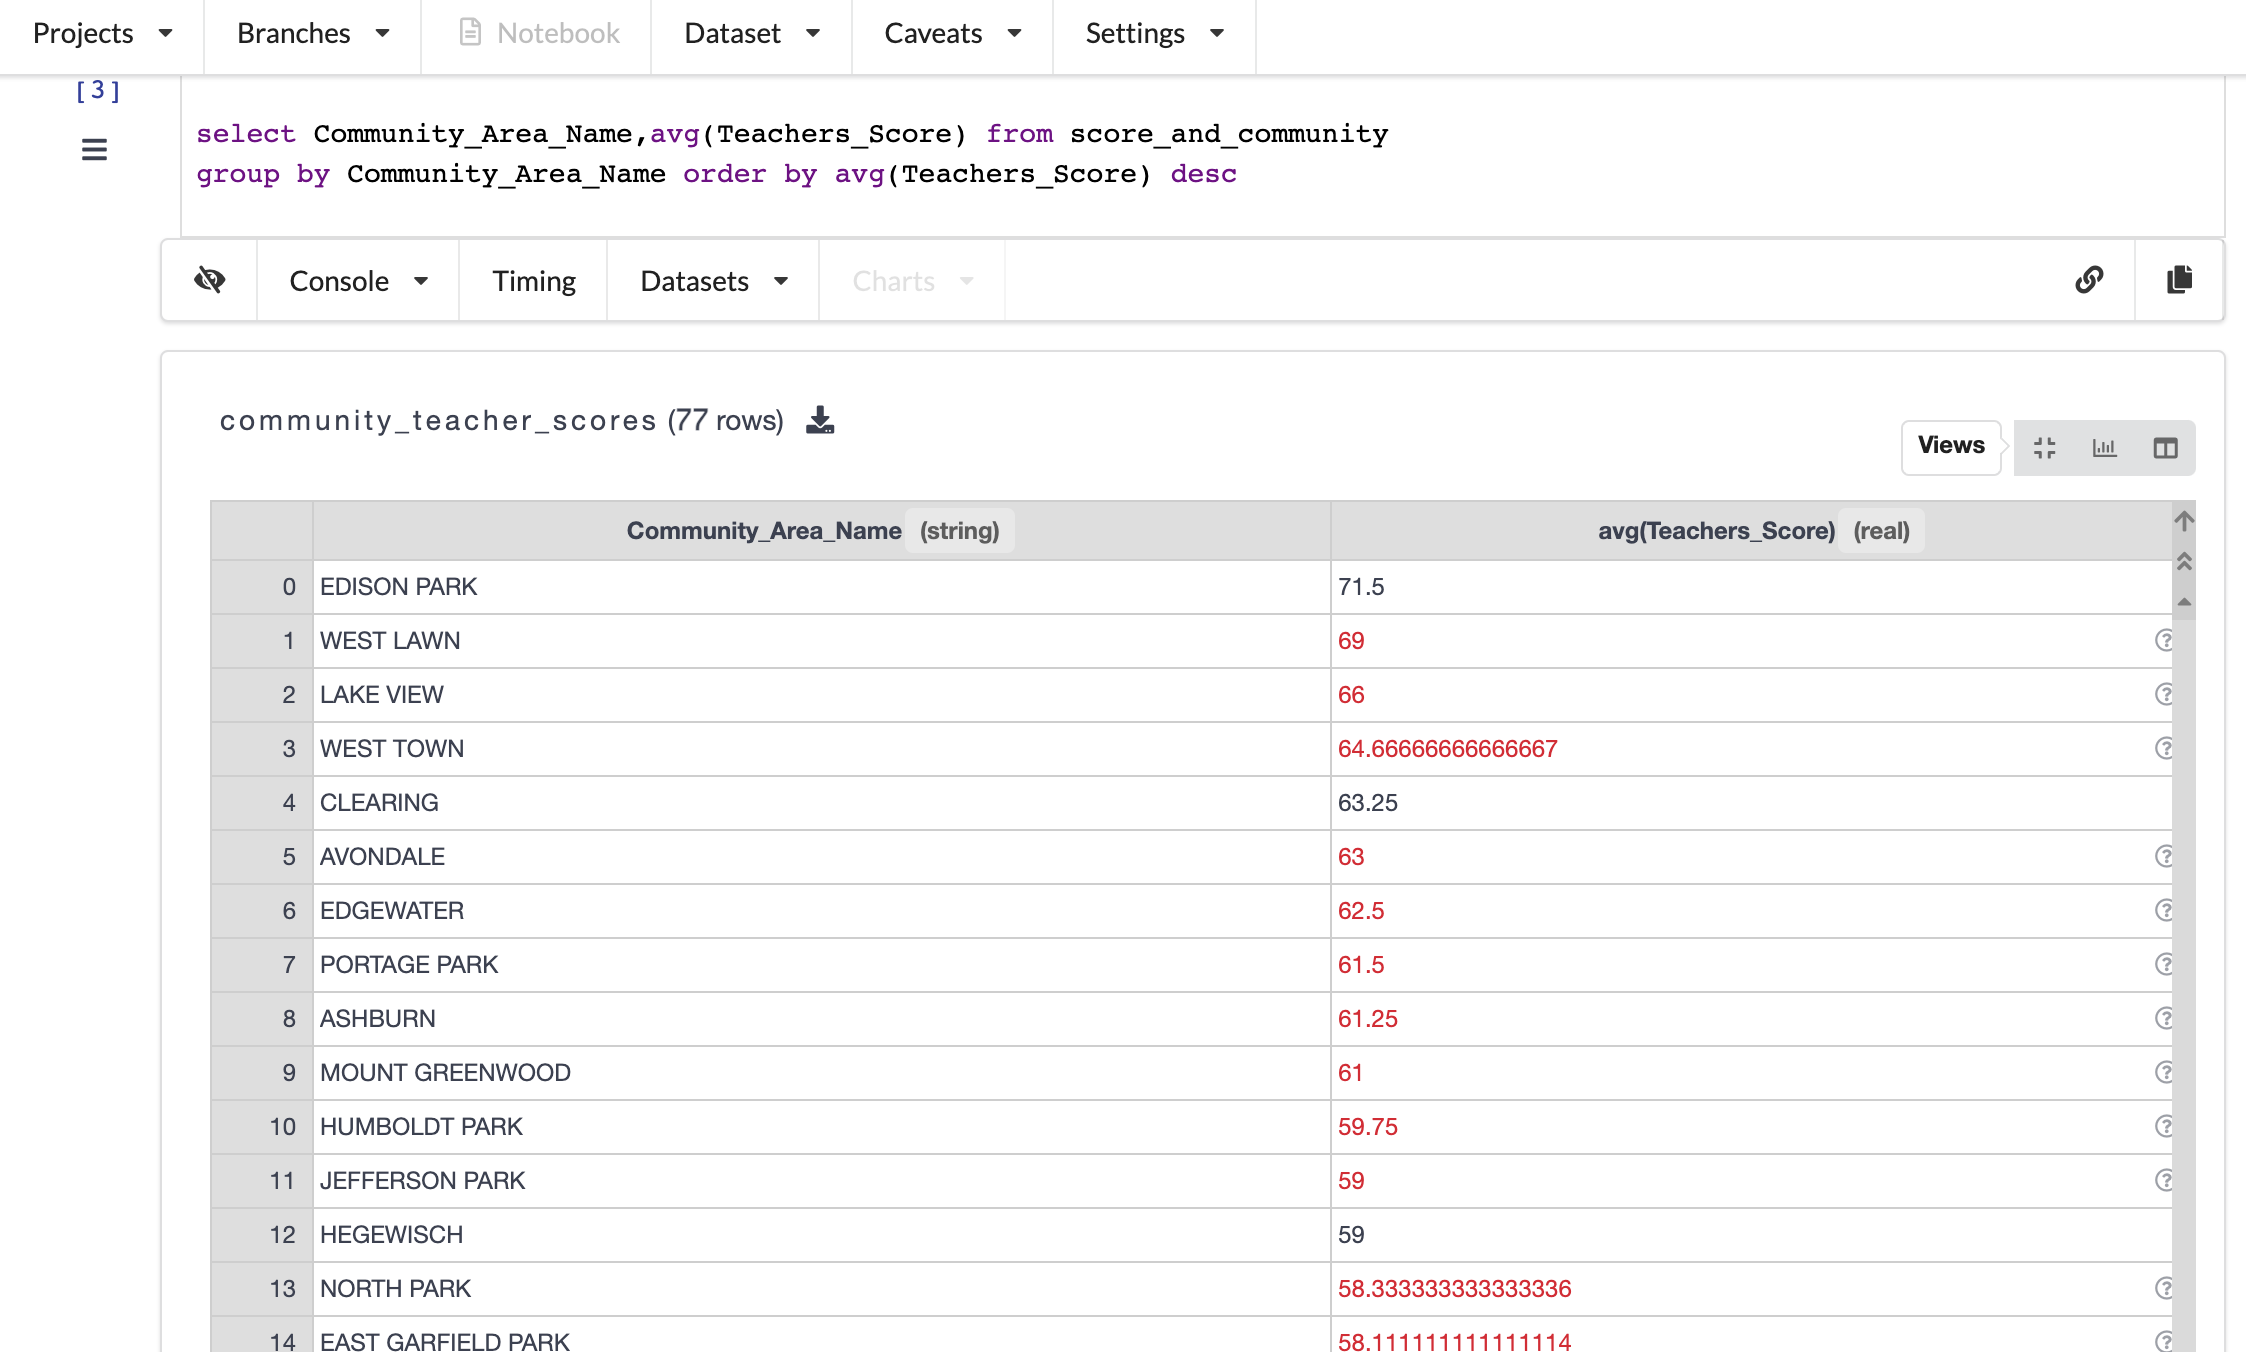 Projects Branches Notebook Dataset Caveats Settings
[3]
select Community_Area_Name,avg(Teachers_Score) from score_and_community
group by Community_Area_Name order by avg(Teachers_Score) desc
Console Timing Datasets Charts
community_teacher_scores (77 rows)
Views
Community_Area_Name (string) avg(Teachers_Score) (real)
0 EDISON PARK 71.5
1 WEST LAWN 69
2 LAKE VIEW 66
3 WEST TOWN 64.66666666666667
4 CLEARING 63.25
5 AVONDALE 63
6 EDGEWATER 62.5
7 PORTAGE PARK 61.5
8 ASHBURN 61.25
9 MOUNT GREENWOOD 61
10 HUMBOLDT PARK 59.75
11 JEFFERSON PARK 59
12 HEGEWISCH 59
13 NORTH PARK 58.333333333333336
14 EAST GARFIELD PARK 58.111111111111114